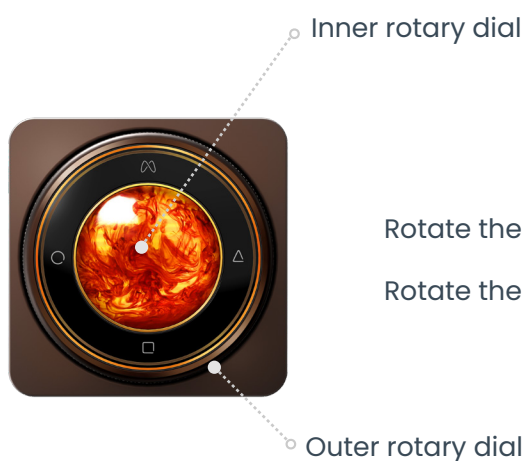 Inner rotary dial
Rotate the
Rotate the
Outer rotary dial